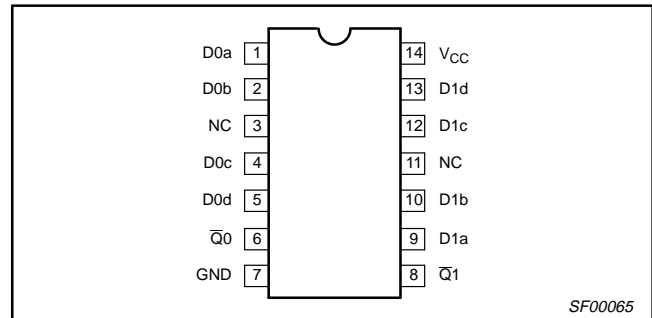 D0a 1 14 V_CC
D0b 2 13 D1d
NC 3 12 D1c
D0c 4 11 NC
D0d 5 10 D1b
Q̅0 6 9 D1a
GND 7 8 Q̅1
SF00065